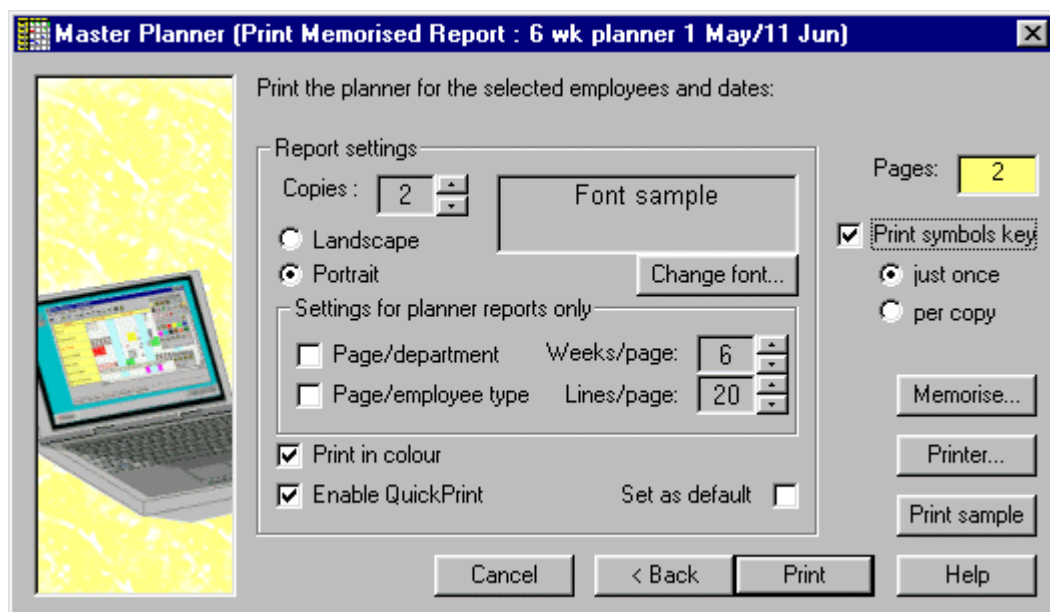 Master Planner (Print Memorised Report : 6 wk planner 1 May/11 Jun)
Print the planner for the selected employees and dates:
Report settings
Copies : 2
Font sample
Pages: 2
Landscape
Print symbols key
Portrait
Change font...
just once
Settings for planner reports only
per copy
Page/department Weeks/page: 6
Page/employee type Lines/page: 20
Memorise...
Print in colour
Printer...
Enable QuickPrint Set as default
Print sample
Cancel < Back Print Help